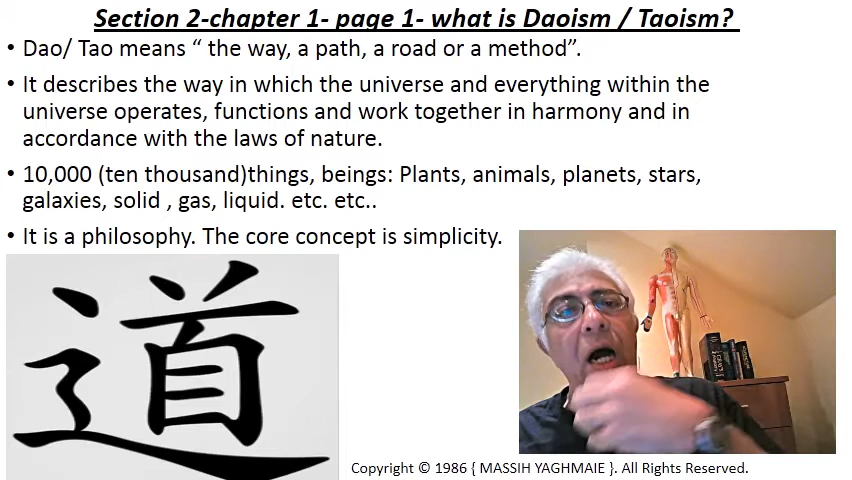 Section 2-chapter 1- page 1- what is Daoism / Taoism?
• Dao/ Tao means “ the way, a path, a road or a method”.
• It describes the way in which the universe and everything within the
universe operates, functions and work together in harmony and in
accordance with the laws of nature.
• 10,000 (ten thousand)things, beings: Plants, animals, planets, stars,
galaxies, solid , gas, liquid. etc. etc..
• It is a philosophy. The core concept is simplicity.
道
Copyright © 1986 { MASSIH YAGHMAIE }. All Rights Reserved.